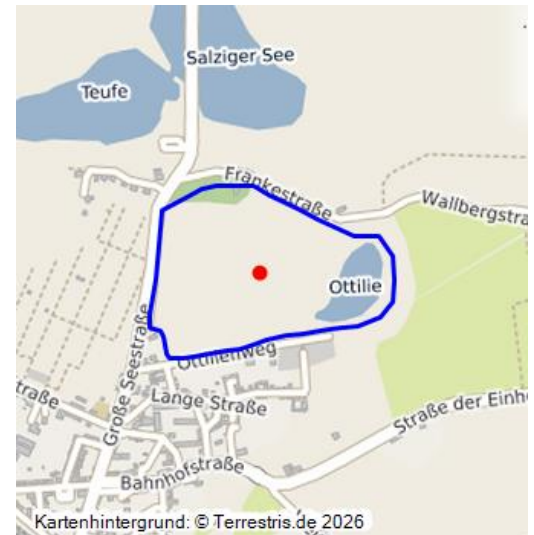 Salziger See
Teufe
Frankestraße
Wallbergstra
Ottilie
Große Seestraße
Ottilienweg
Lange Straße
traße
Straße der Einhe
Bahnhofstraße
Kartenhintergrund: © Terrestris.de 2026